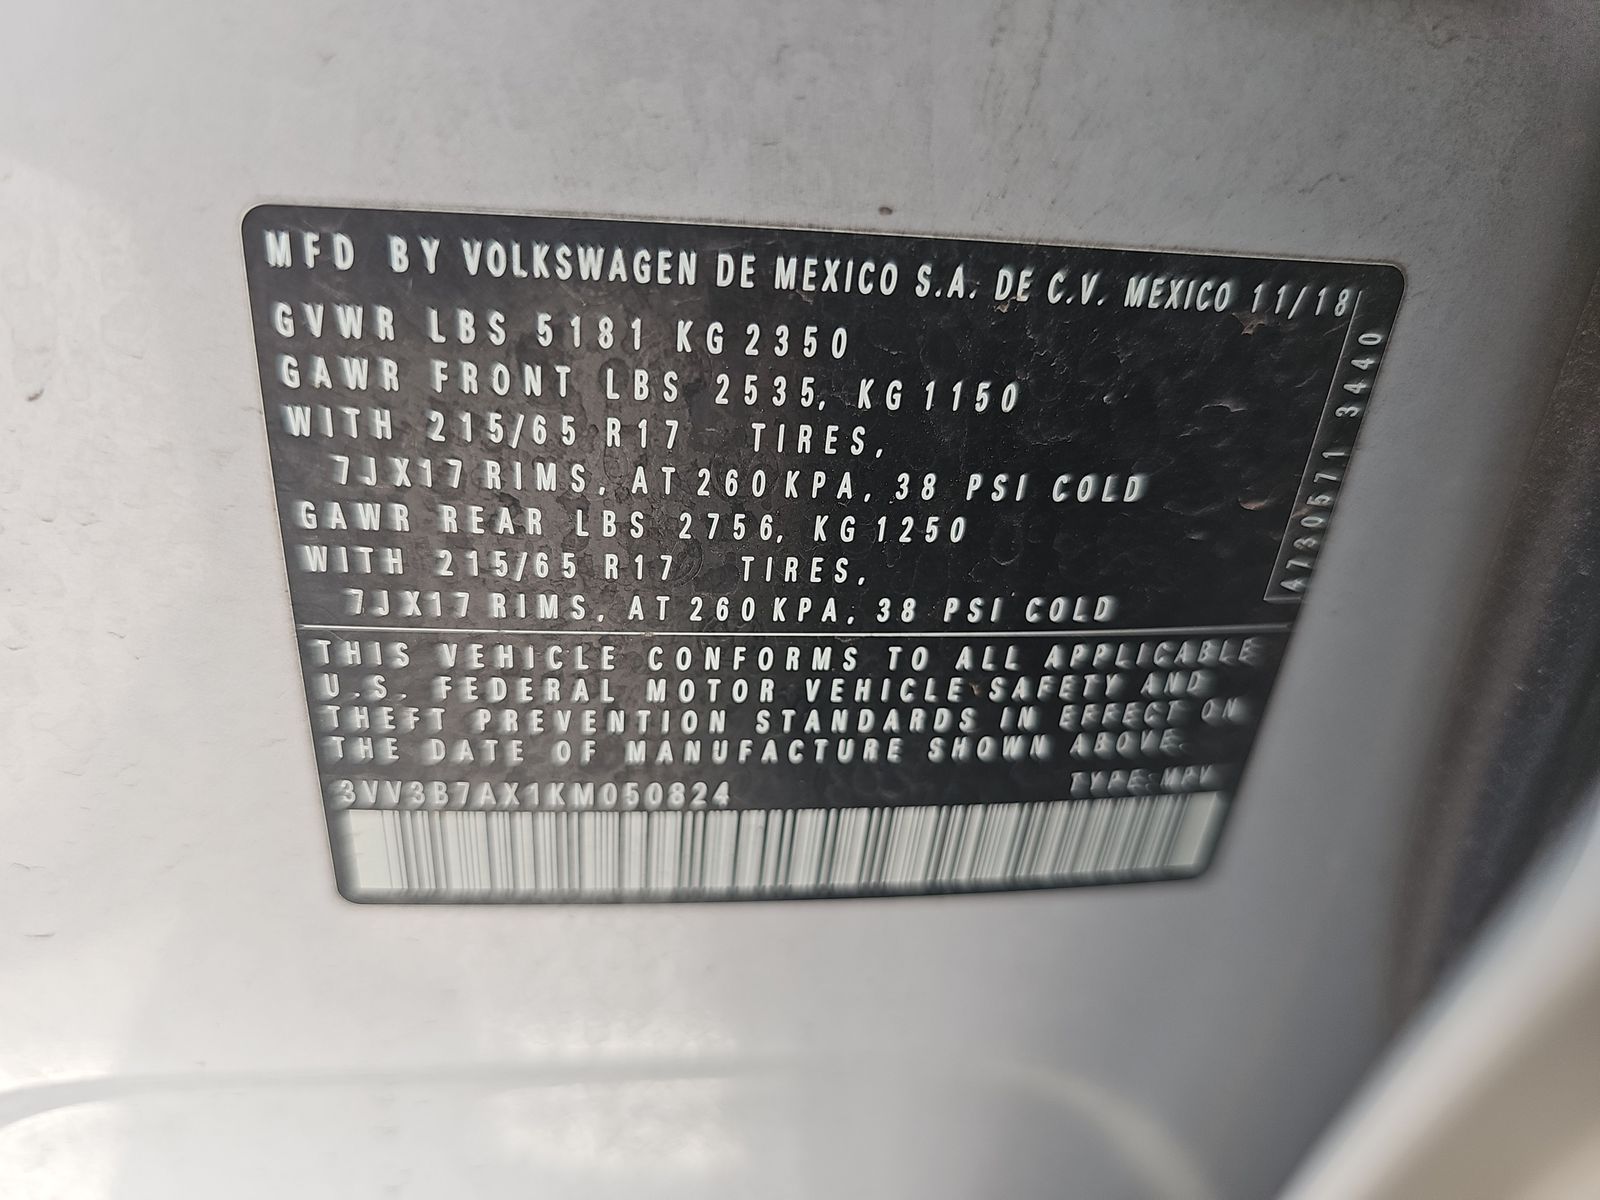 MFD BY VOLKSWAGEN DE MEXICO S.A. DE C.V. MEXICO 11/18
GVWR LBS 5181 KG 2350
GAWR FRONT LBS 2535, KG 1150
WITH 215/65 R17 TIRES,
7JX17 RIMS, AT 260 KPA, 38 PSI COLD
GAWR REAR LBS 2756, KG 1250
WITH 215/65 R17 TIRES,
7JX17 RIMS, AT 260 KPA, 38 PSI COLD
A730571 3440
THIS VEHICLE CONFORMS TO ALL APPLICABLE
U.S. FEDERAL MOTOR VEHICLE SAFETY AND
THEFT PREVENTION STANDARDS IN EFFECT ON
THE DATE OF MANUFACTURE SHOWN ABOVE.
3VV3B7AX1KM050824 TYPE: MPV